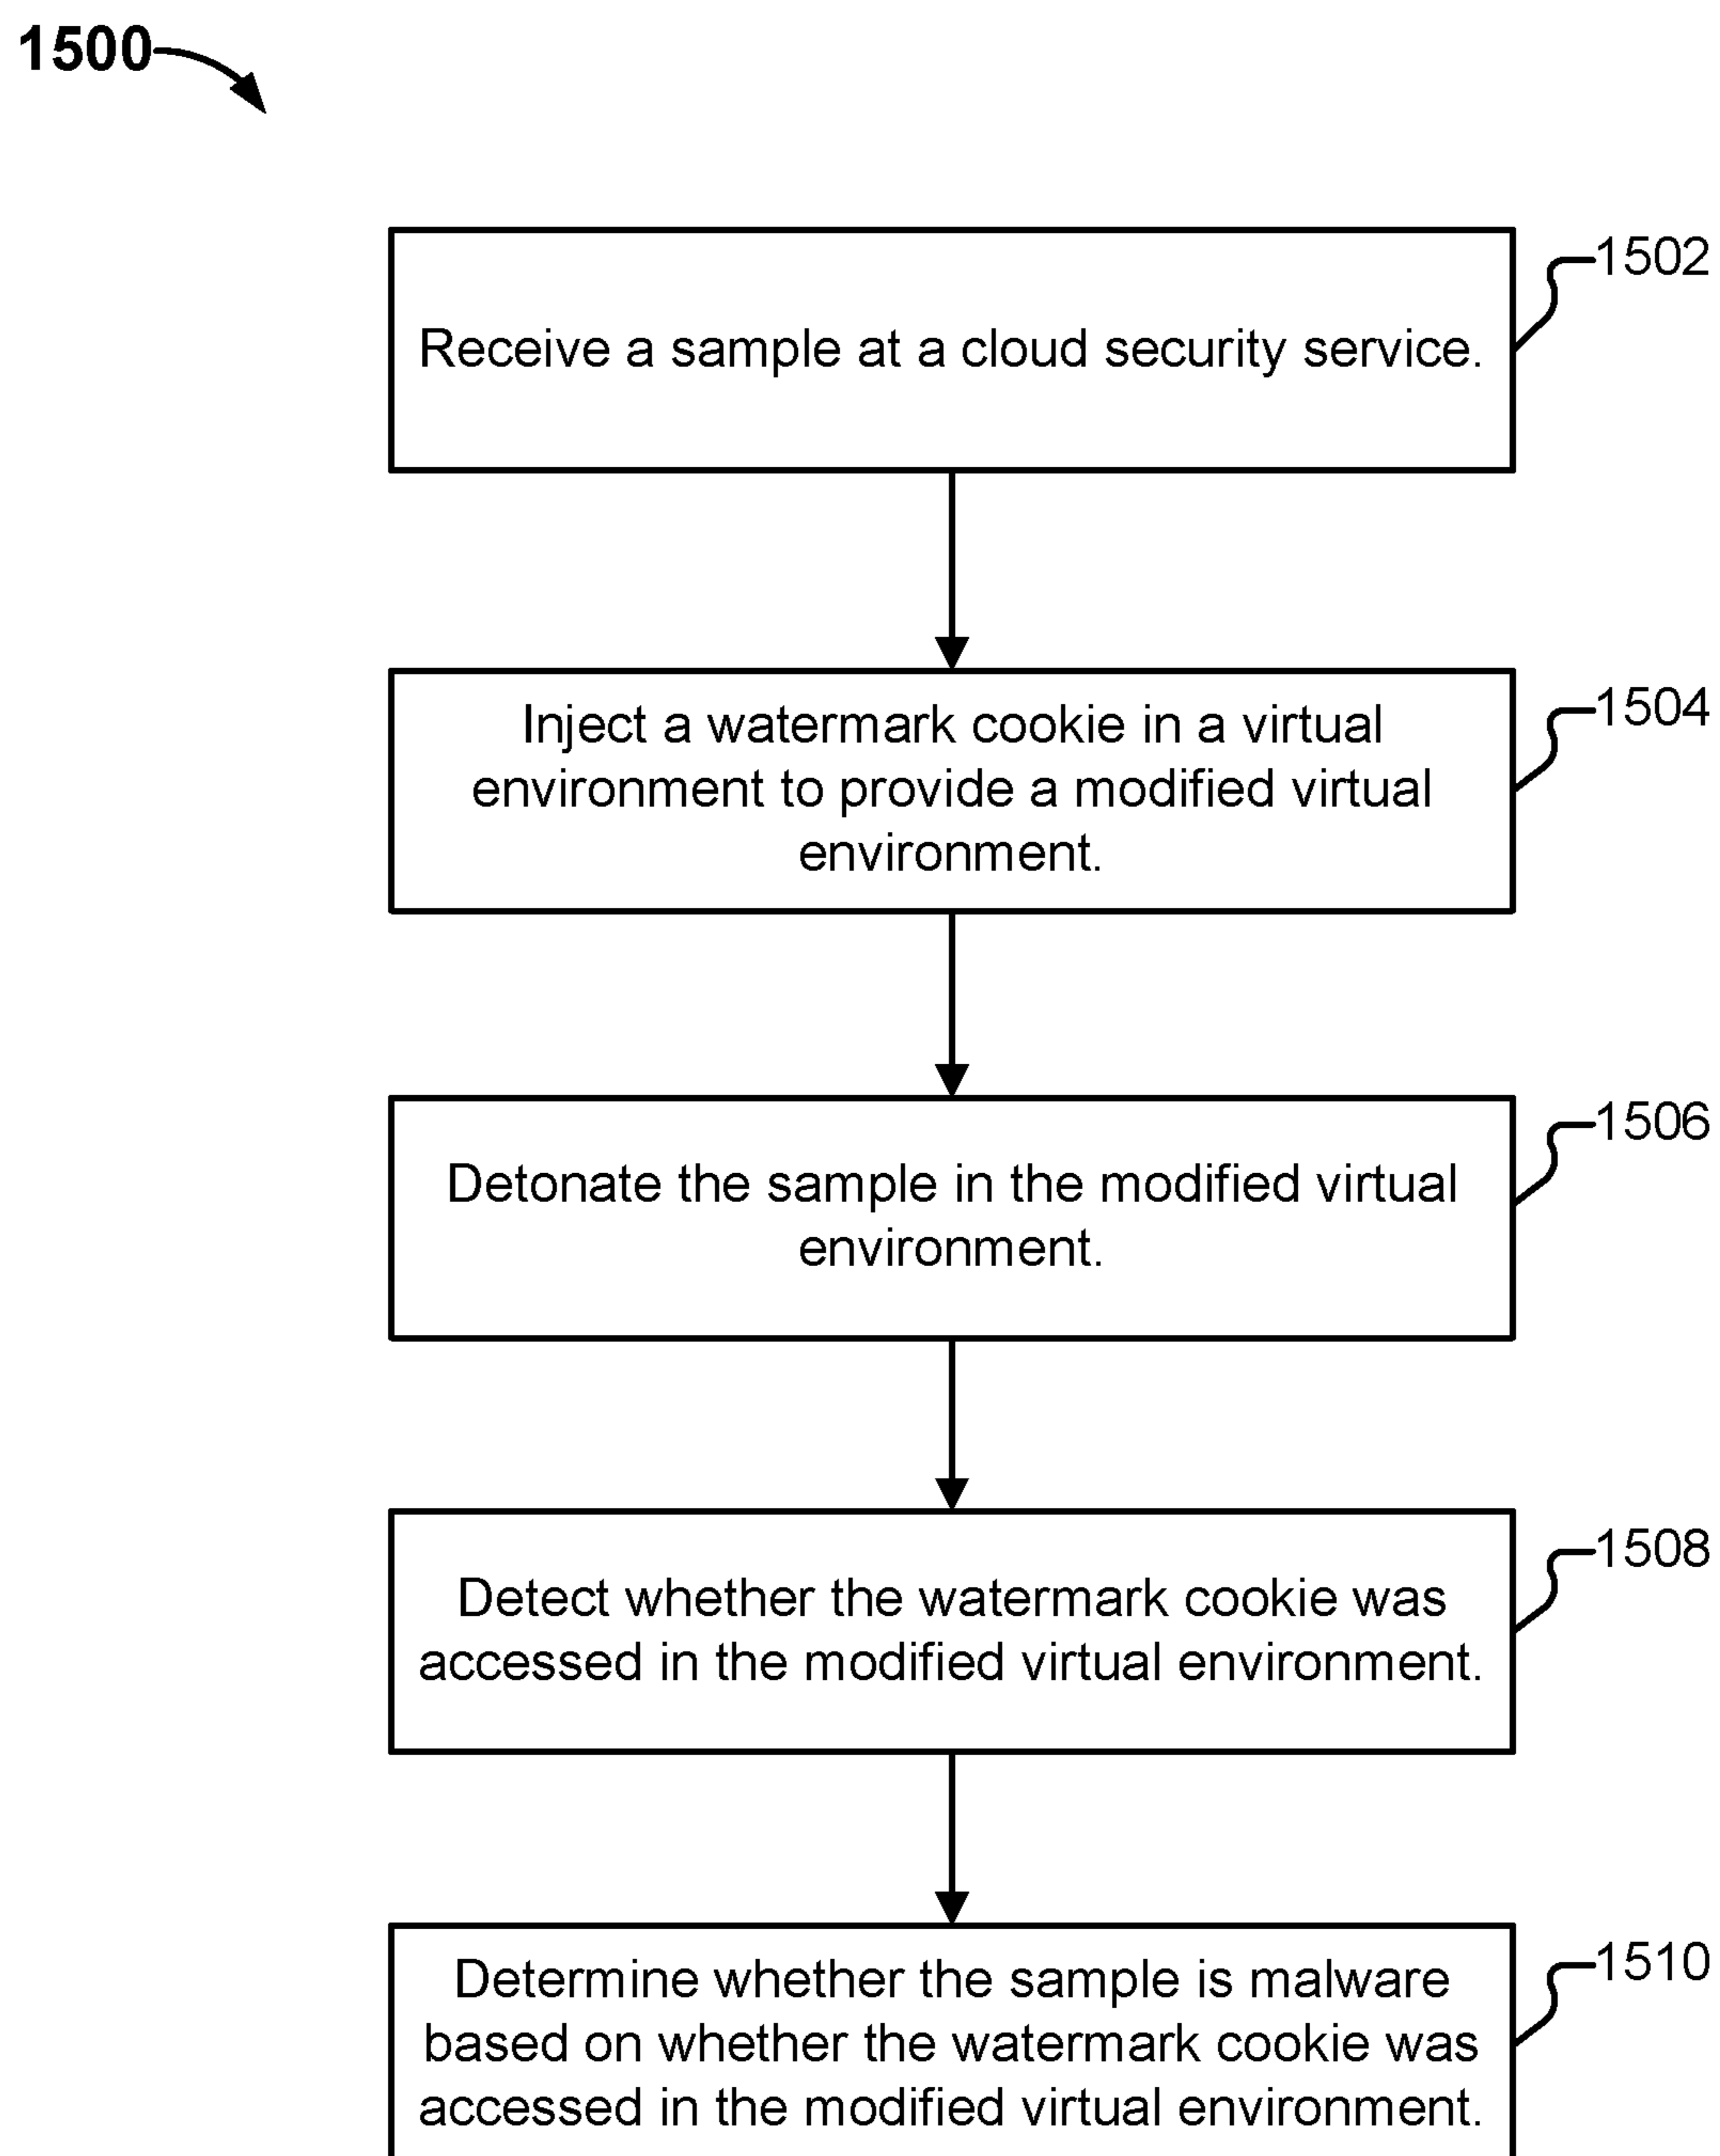 1500
Receive a sample at a cloud security service.
1502
Inject a watermark cookie in a virtual
environment to provide a modified virtual
environment.
1504
Detonate the sample in the modified virtual
environment.
1506
Detect whether the watermark cookie was
accessed in the modified virtual environment.
1508
Determine whether the sample is malware
based on whether the watermark cookie was
accessed in the modified virtual environment.
1510